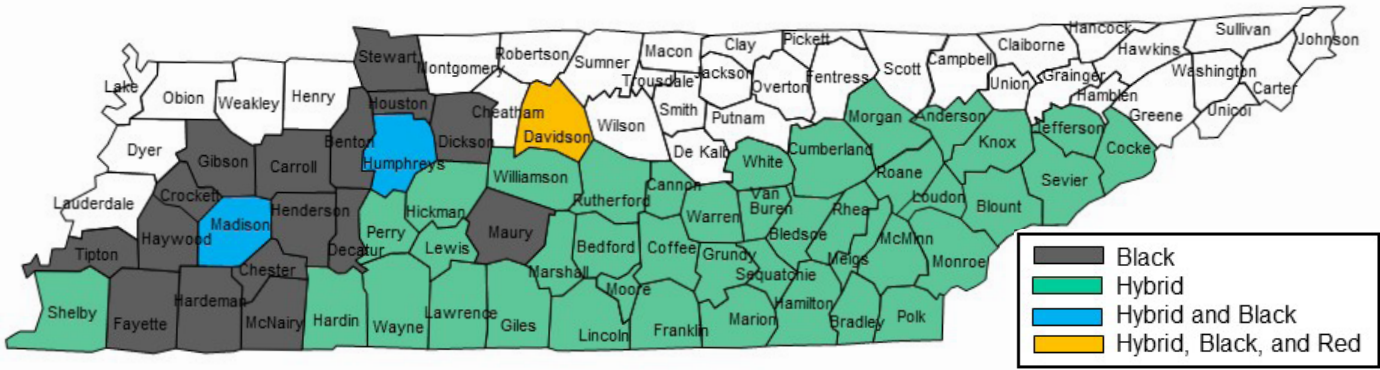 Lake
Obion
Weakley
Henry
Stewart
Montgomery
Robertson
Sumner
Macon
Clay
Pickett
Fentress
Scott
Campbell
Claiborne
Hancock
Hawkins
Sullivan
Johnson
Trousdale
Jackson
Overton
Union
Grainger
Washington
Carter
Hamblen
Greene
Unicoi
Houston
Cheatham
Smith
Putnam
Wilson
Davidson
Dickson
Benton
Humphreys
Dyer
Gibson
Carroll
De Kalb
White
Cumberland
Morgan
Anderson
Knox
Jefferson
Cocke
Sevier
Roane
Loudon
Blount
Crockett
Lauderdale
Madison
Henderson
Haywood
Decatur
Perry
Hickman
Lewis
Williamson
Maury
Rutherford
Cannon
Warren
Van
Buren
Bledsoe
Rhea
McMinn
Monroe
Meigs
Tipton
Chester
Bedford
Coffee
Grundy
Sequatchie
Marshall
Moore
Shelby
Fayette
Hardeman
McNairy
Hardin
Wayne
Lawrence
Giles
Lincoln
Franklin
Marion
Hamilton
Bradley
Polk
Black
Hybrid
Hybrid and Black
Hybrid, Black, and Red